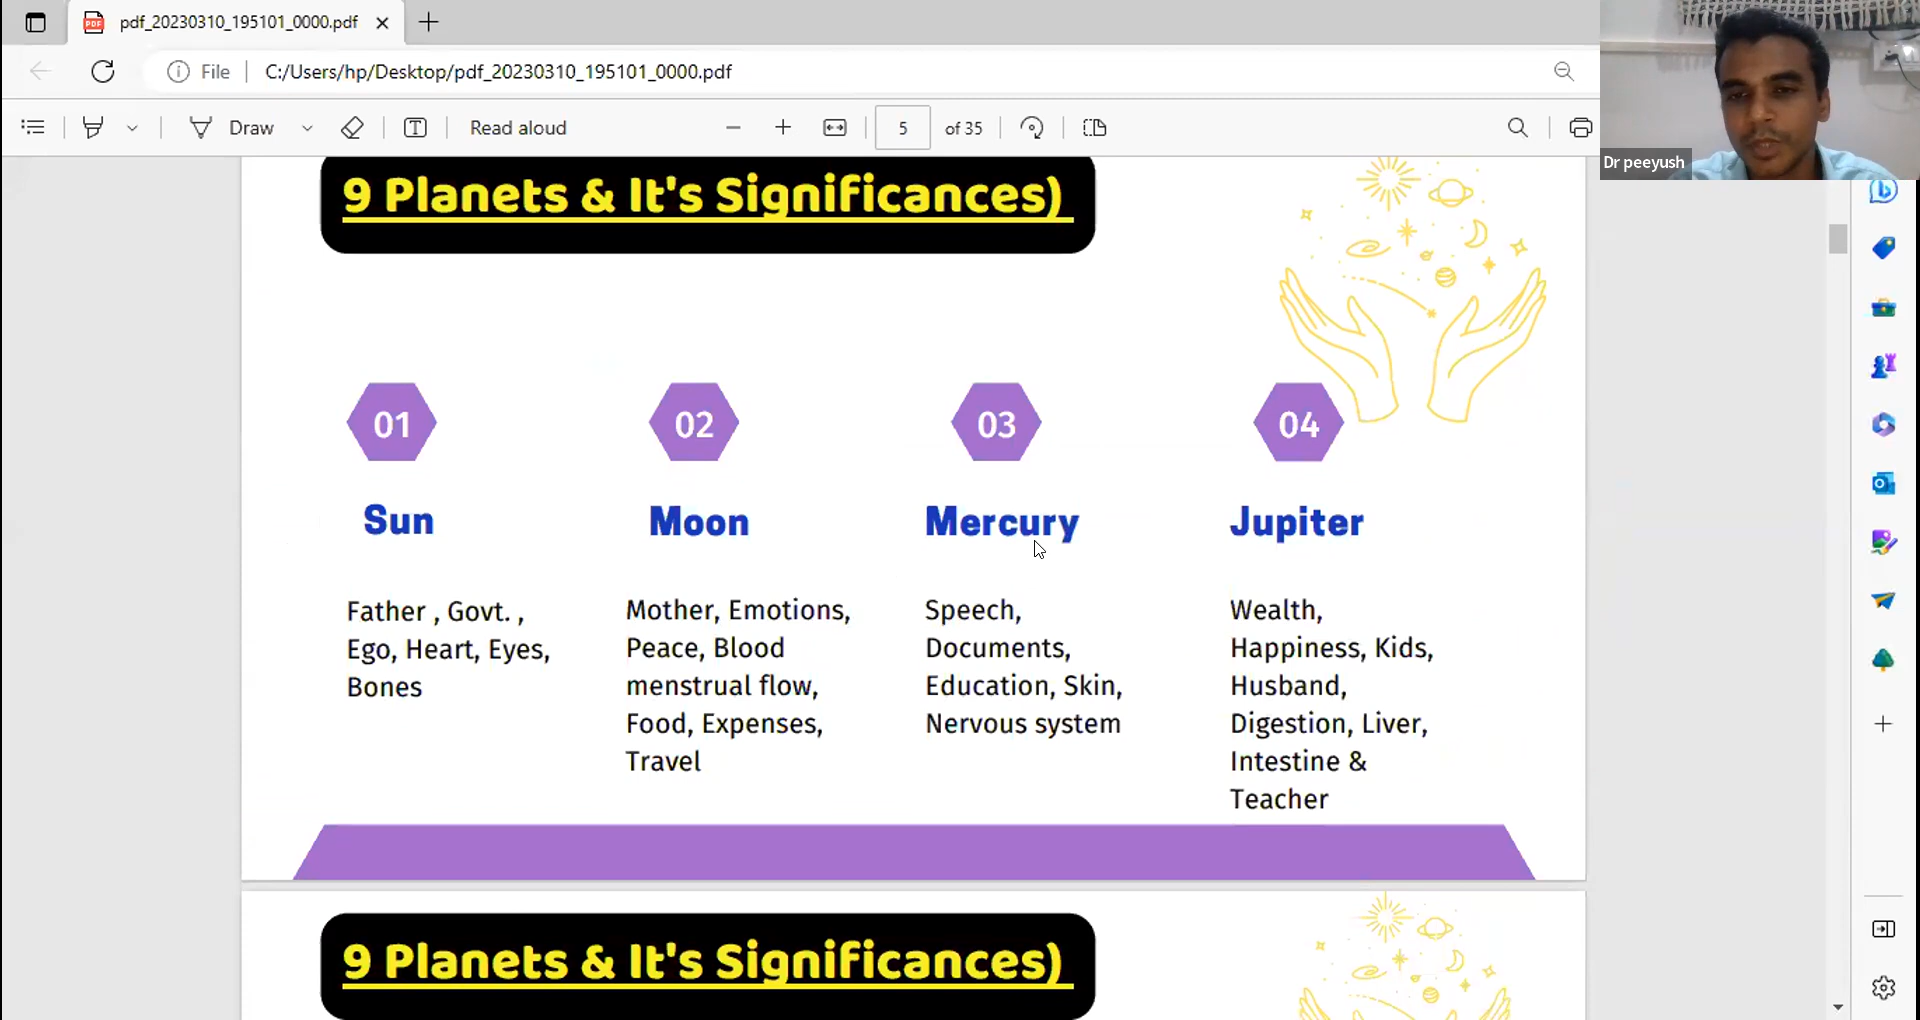 pdf_20230310_195101_0000.pdf
File
C:/Users/hp/Desktop/pdf_20230310_195101_0000.pdf
Draw
Read aloud
5 of 35
Dr peeyush
9 Planets & It's Significances)
01
Sun
Father , Govt. ,
Ego, Heart, Eyes,
Bones
02
Moon
Mother, Emotions,
Peace, Blood
menstrual flow,
Food, Expenses,
Travel
03
Mercury
Speech,
Documents,
Education, Skin,
Nervous system
04
Jupiter
Wealth,
Happiness, Kids,
Husband,
Digestion, Liver,
Intestine &
Teacher
9 Planets & It's Significances)